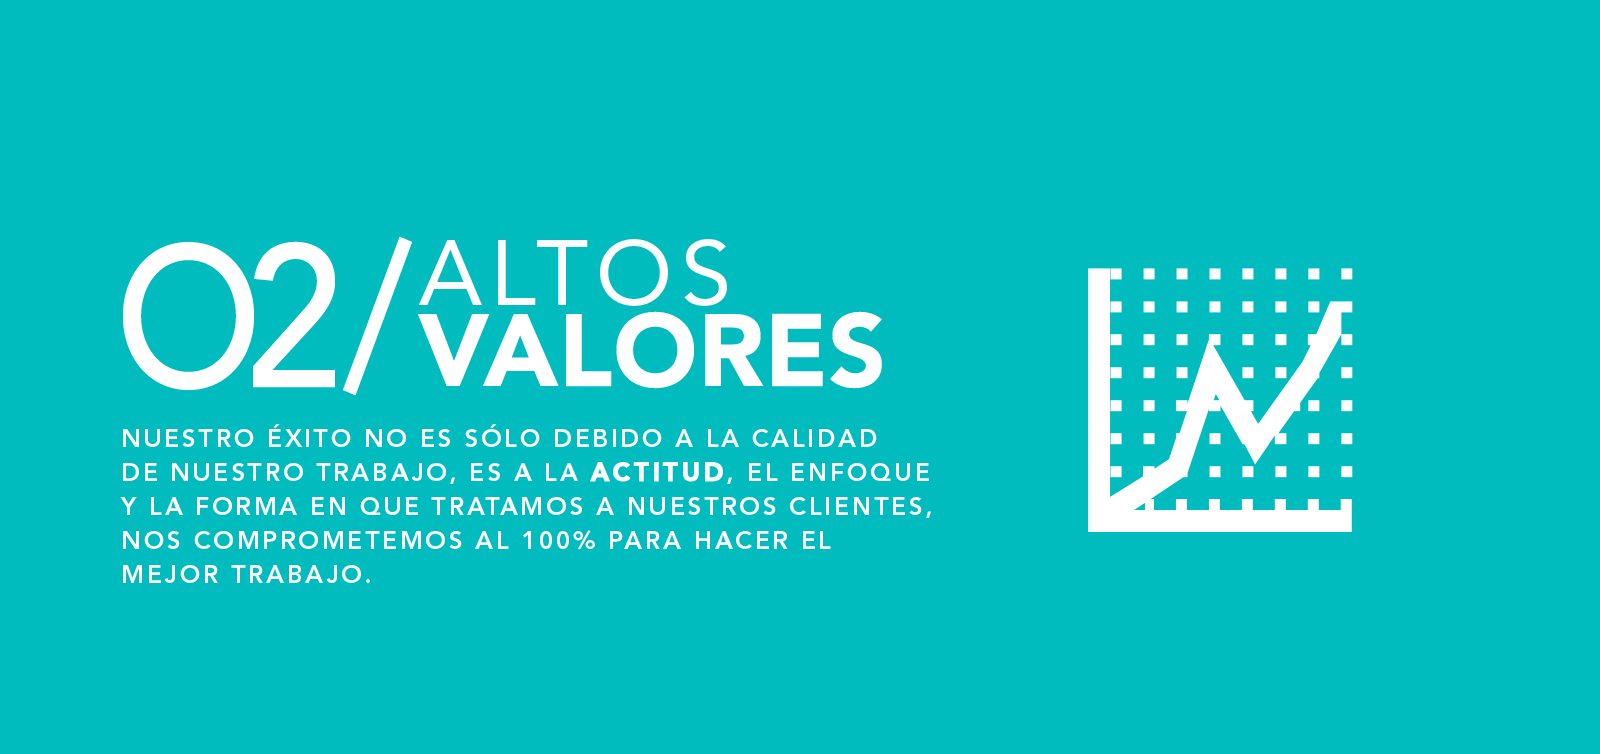 02/ALTOS
VALORES
NUESTRO ÉXITO NO ES SÓLO DEBIDO A LA CALIDAD
DE NUESTRO TRABAJO, ES A LA ACTITUD, EL ENFOQUE
Y LA FORMA EN QUE TRATAMOS A NUESTROS CLIENTES,
NOS COMPROMETEMOS AL 100% PARA HACER EL
MEJOR TRABAJO.